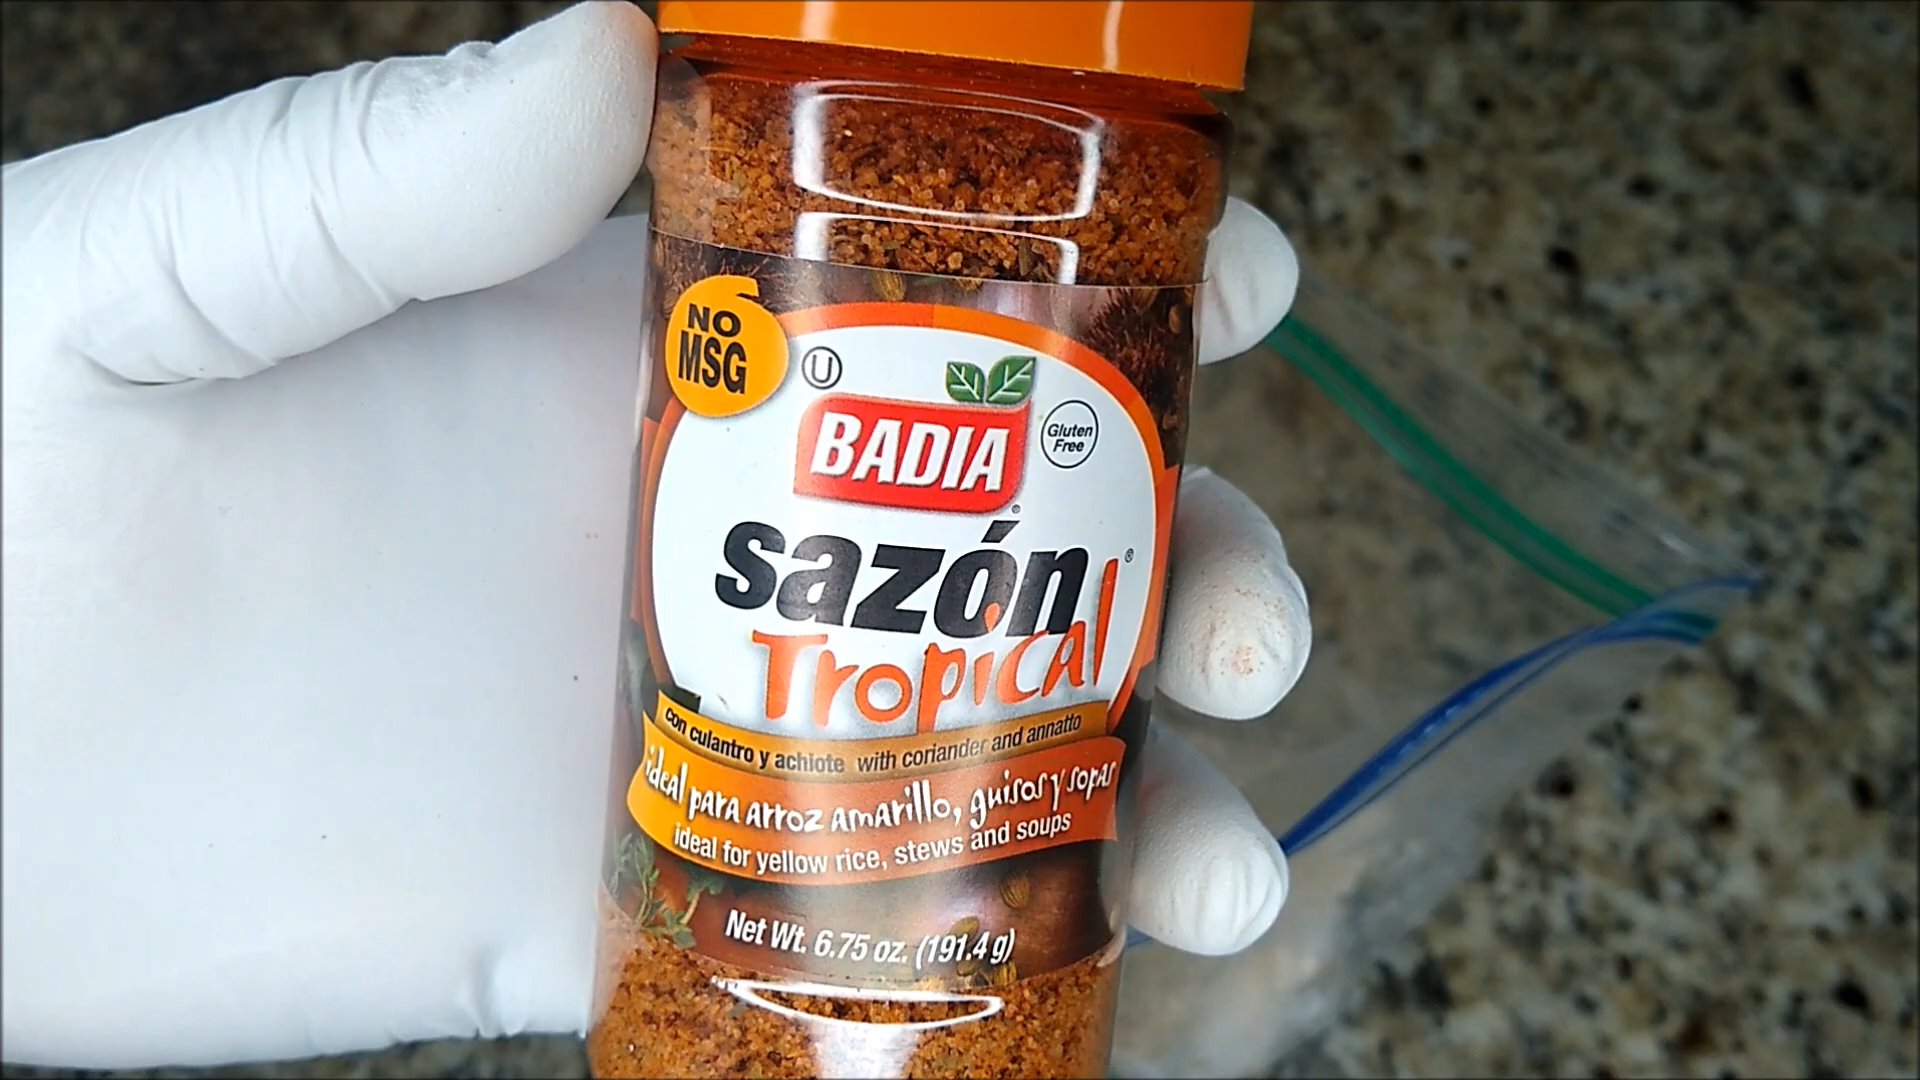 NO
MSG
U
BADIA®
Gluten
Free
sazón
Tropical®
con culantro y achiote with coriander and annatto
ideal para arroz amarillo, guisos y sopas
ideal for yellow rice, stews and soups
Net Wt. 6.75 oz. (191.4 g)